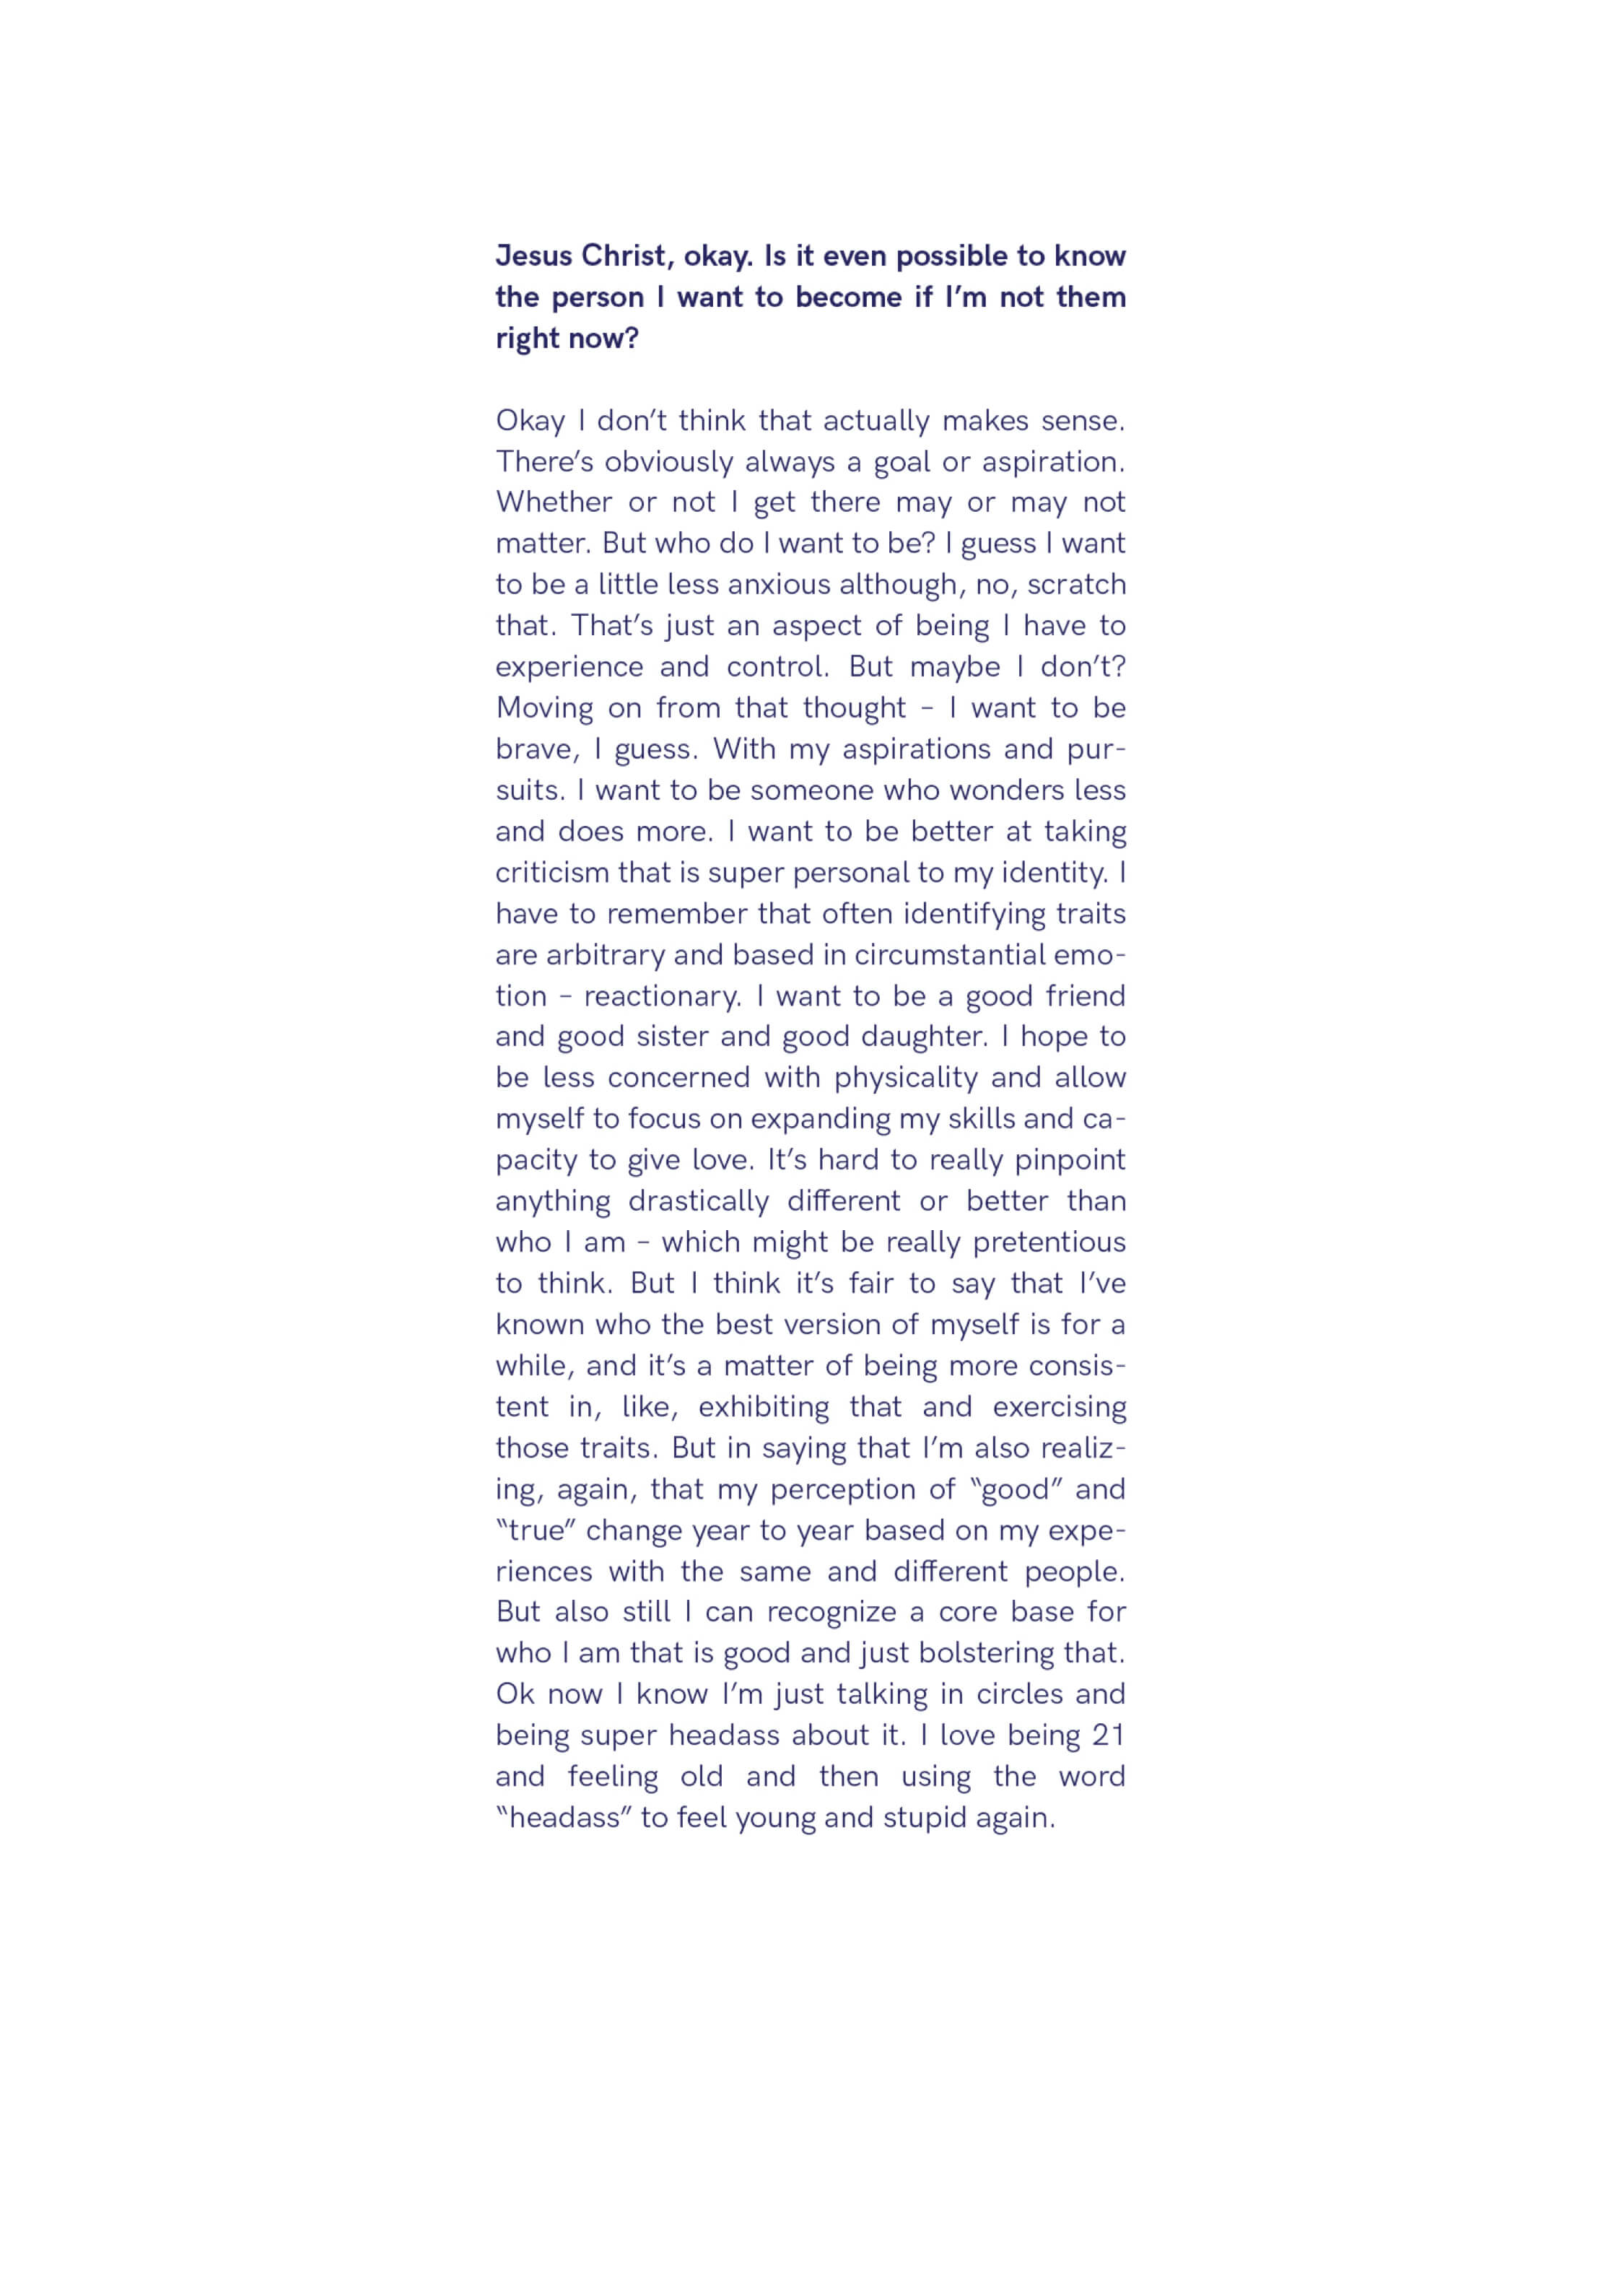 Jesus Christ, okay. Is it even possible to know
the person I want to become if I’m not them
right now?
Okay I don’t think that actually makes sense.
There’s obviously always a goal or aspiration.
Whether or not I get there may or may not
matter. But who do I want to be? I guess I want
to be a little less anxious although, no, scratch
that. That’s just an aspect of being I have to
experience and control. But maybe I don’t?
Moving on from that thought – I want to be
brave, I guess. With my aspirations and pur-
suits. I want to be someone who wonders less
and does more. I want to be better at taking
criticism that is super personal to my identity. I
have to remember that often identifying traits
are arbitrary and based in circumstantial emo-
tion – reactionary. I want to be a good friend
and good sister and good daughter. I hope to
be less concerned with physicality and allow
myself to focus on expanding my skills and ca-
pacity to give love. It’s hard to really pinpoint
anything drastically different or better than
who I am – which might be really pretentious
to think. But I think it’s fair to say that I’ve
known who the best version of myself is for a
while, and it’s a matter of being more consis-
tent in, like, exhibiting that and exercising
those traits. But in saying that I’m also realiz-
ing, again, that my perception of “good” and
“true” change year to year based on my expe-
riences with the same and different people.
But also still I can recognize a core base for
who I am that is good and just bolstering that.
Ok now I know I’m just talking in circles and
being super headass about it. I love being 21
and feeling old and then using the word
“headass” to feel young and stupid again.